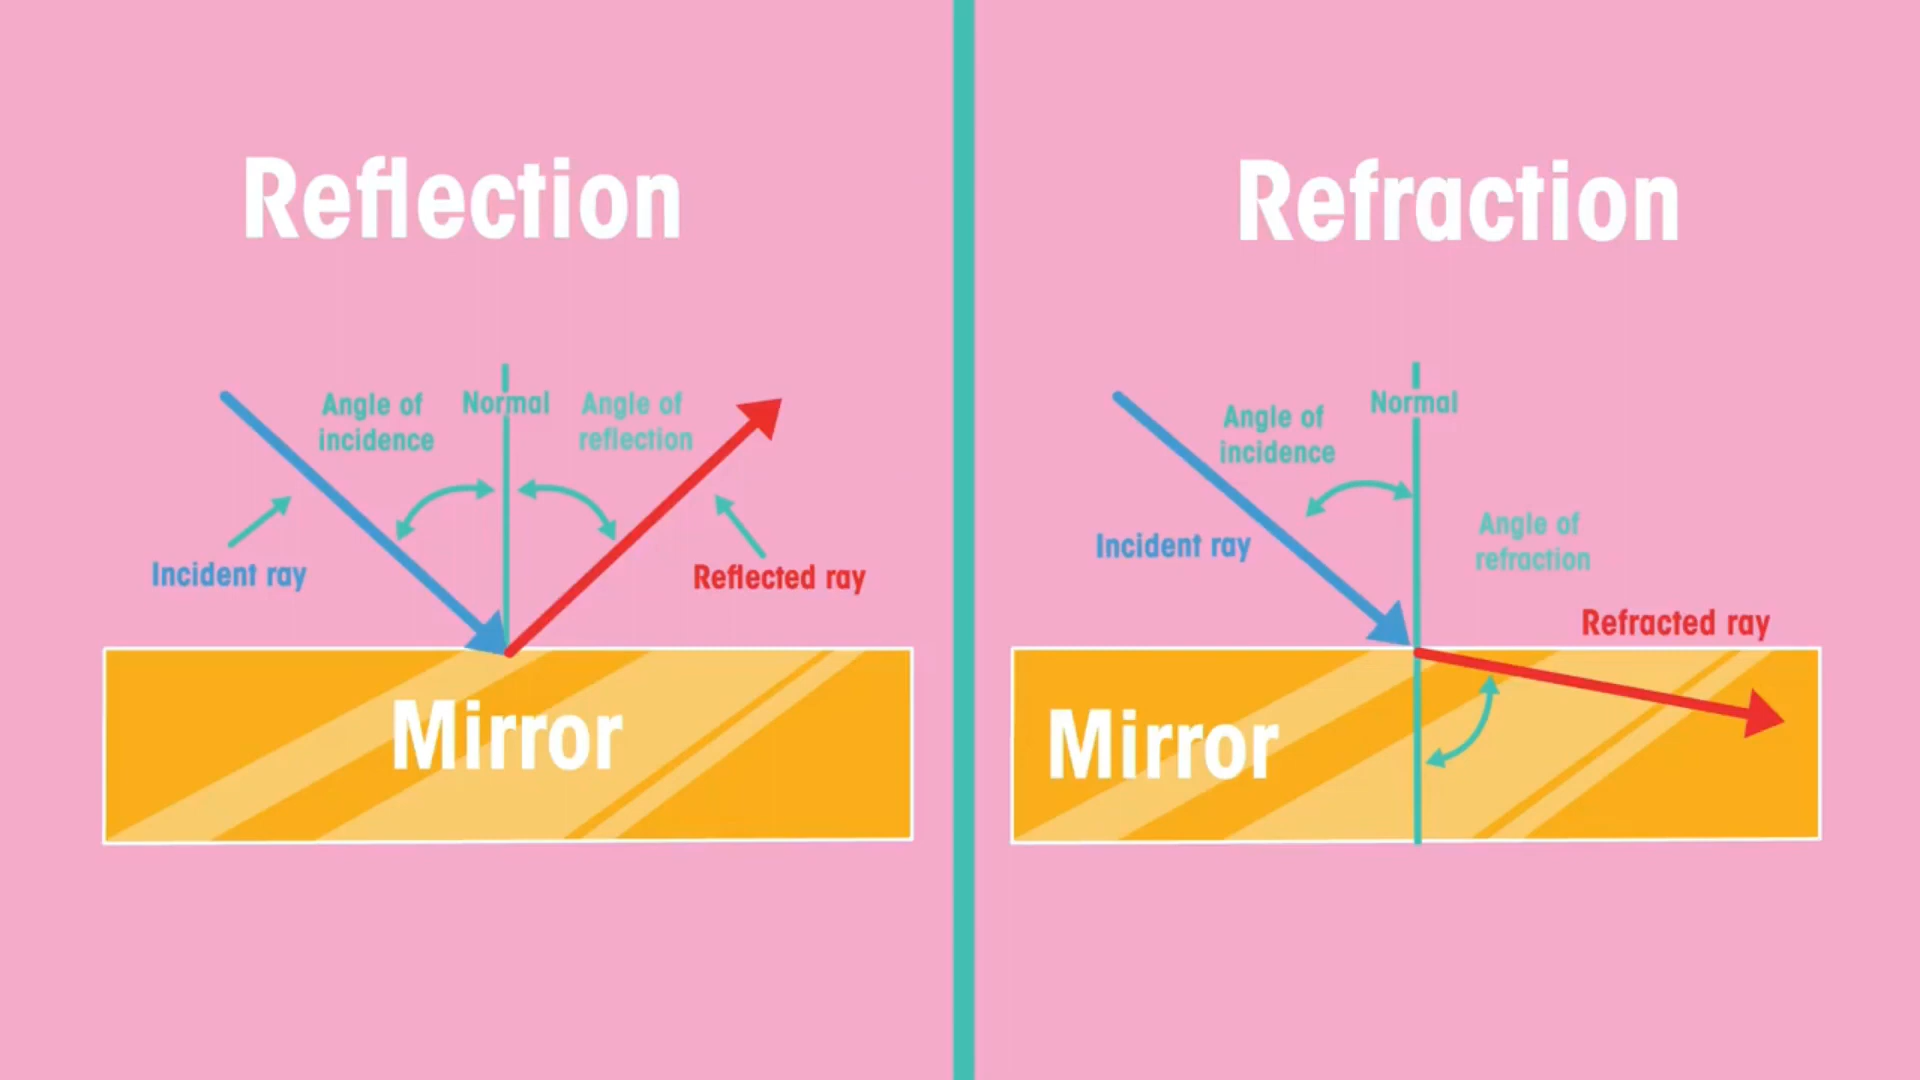 Reflection
Angle of
incidence
Normal
Angle of
reflection
Incident ray
Reflected ray
Mirror
Refraction
Angle of
incidence
Normal
Incident ray
Angle of
refraction
Refracted ray
Mirror